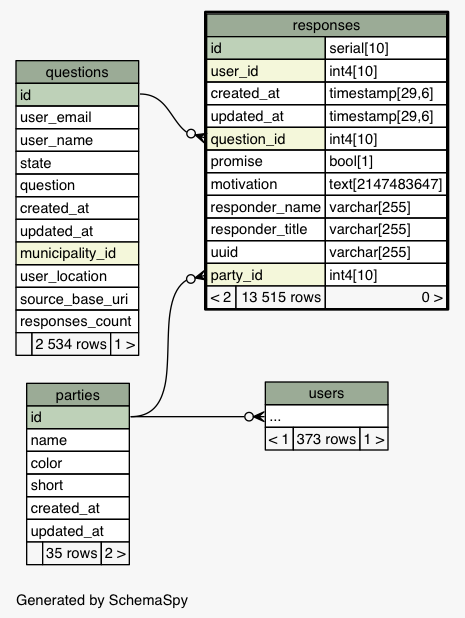 responses
id serial[10]
user_id int4[10]
created_at timestamp[29,6]
updated_at timestamp[29,6]
question_id int4[10]
promise bool[1]
motivation text[2147483647]
responder_name varchar[255]
responder_title varchar[255]
uuid varchar[255]
party_id int4[10]
< 2 13 515 rows 0 >
questions
id
user_email
user_name
state
question
created_at
updated_at
municipality_id
user_location
source_base_uri
responses_count
2 534 rows 1 >
parties
id
name
color
short
created_at
updated_at
35 rows 2 >
users
...
< 1 373 rows 1 >
Generated by SchemaSpy